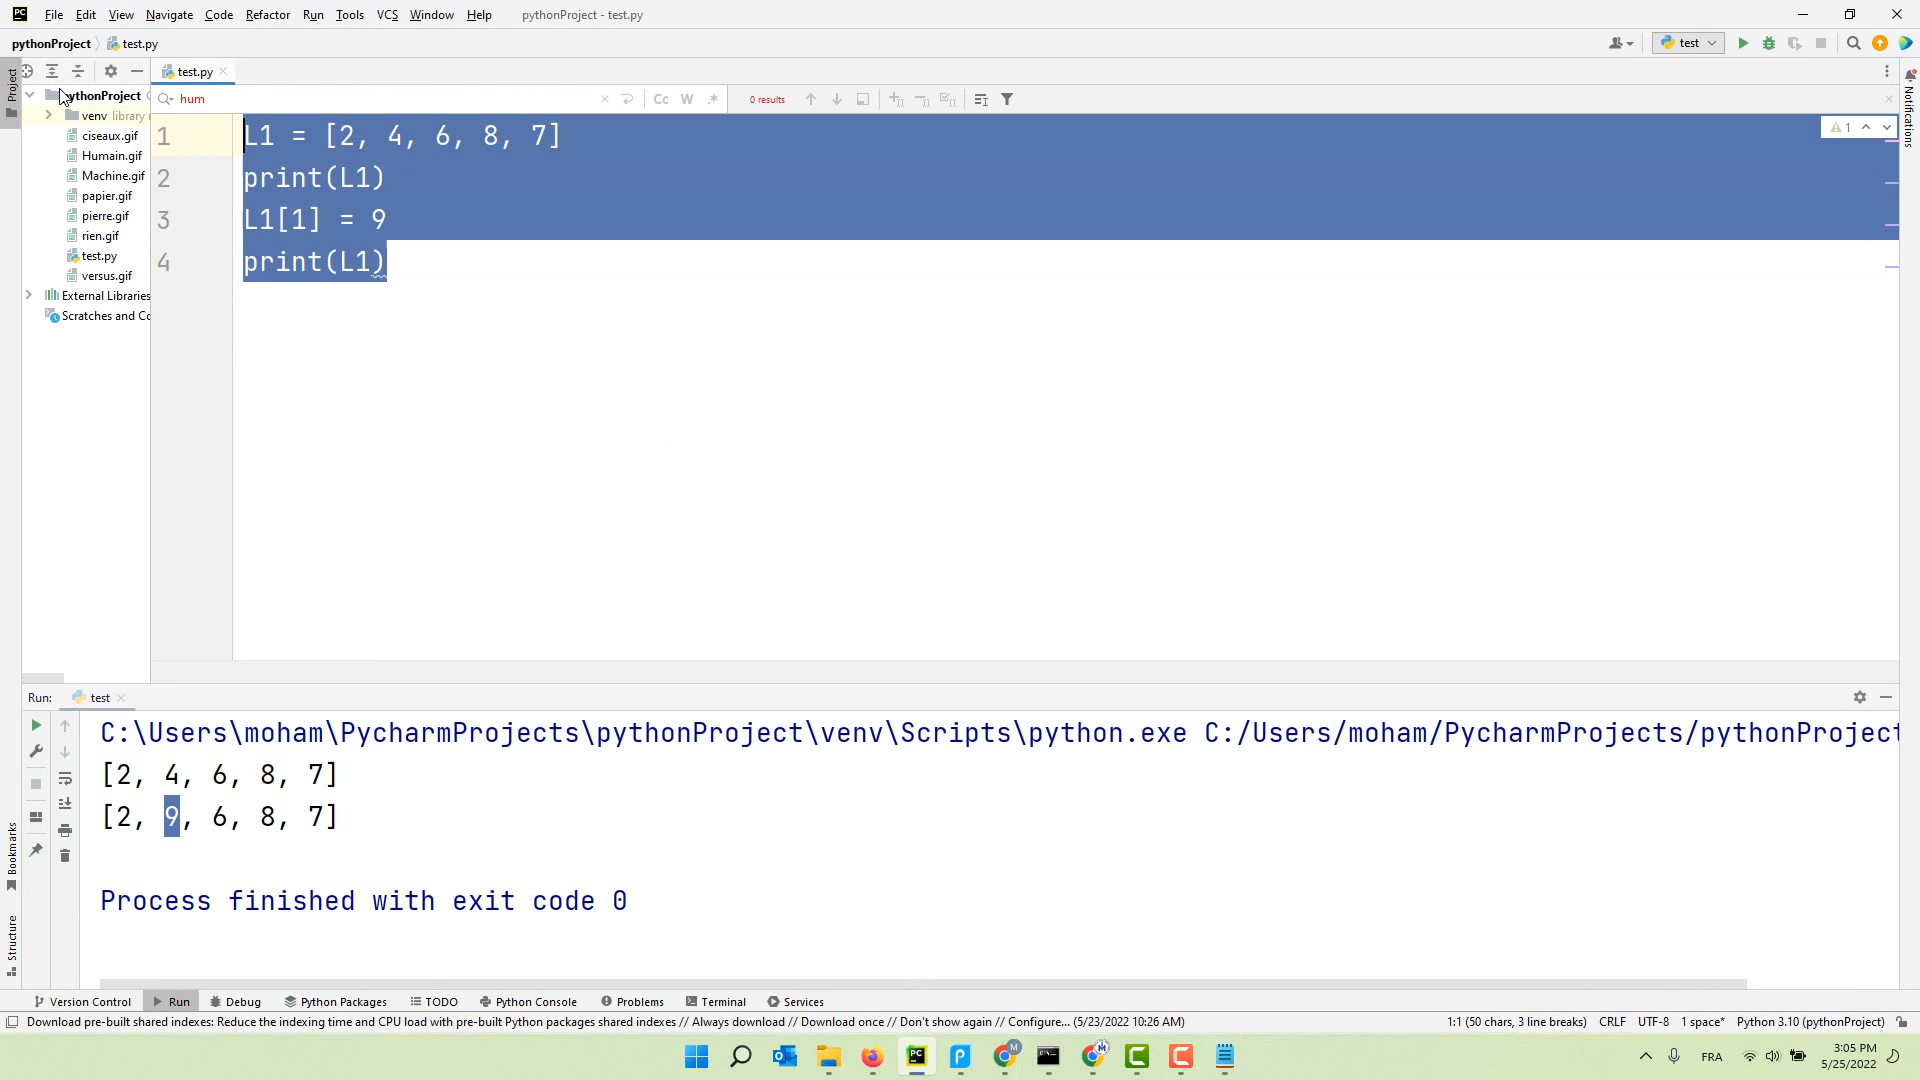 PC File Edit View Navigate Code Refactor Run Tools VCS Window Help pythonProject - test.py
pythonProject test.py test
Project
test.py
hum Cc W .* 0 results
pythonProject
venv library
ciseaux.gif
Humain.gif
Machine.gif
papier.gif
pierre.gif
rien.gif
test.py
versus.gif
External Libraries
Scratches and Co
1 L1 = [2, 4, 6, 8, 7]
2 print(L1)
3 L1[1] = 9
4 print(L1)
1
Notifications
Run: test
C:\Users\moham\PycharmProjects\pythonProject\venv\Scripts\python.exe C:/Users/moham/PycharmProjects/pythonProject
[2, 4, 6, 8, 7]
[2, 9, 6, 8, 7]
Process finished with exit code 0
Bookmarks
Structure
Version Control Run Debug TODO Python Packages Python Console Problems Terminal Services
Download pre-built shared indexes: Reduce the indexing time and CPU load with pre-built Python packages shared indexes // Always download // Download once // Don't show again // Configure... (5/23/2022 10:26 AM) 1:1 (50 chars, 3 line breaks) CRLF UTF-8 1 space* Python 3.10 (pythonProject)
FRA 3:05 PM
5/25/2022